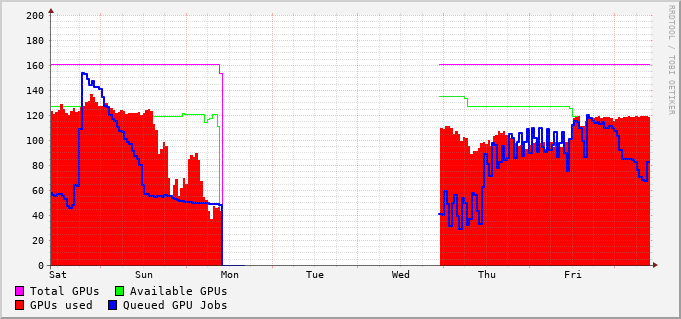 200
180
160
140
120
100
80
60
40
20
0
Sat Sun Mon Tue Wed Thu Fri
Total GPUs Available GPUs
GPUs used Queued GPU Jobs
RRDTOOL / TOBI OETIKER